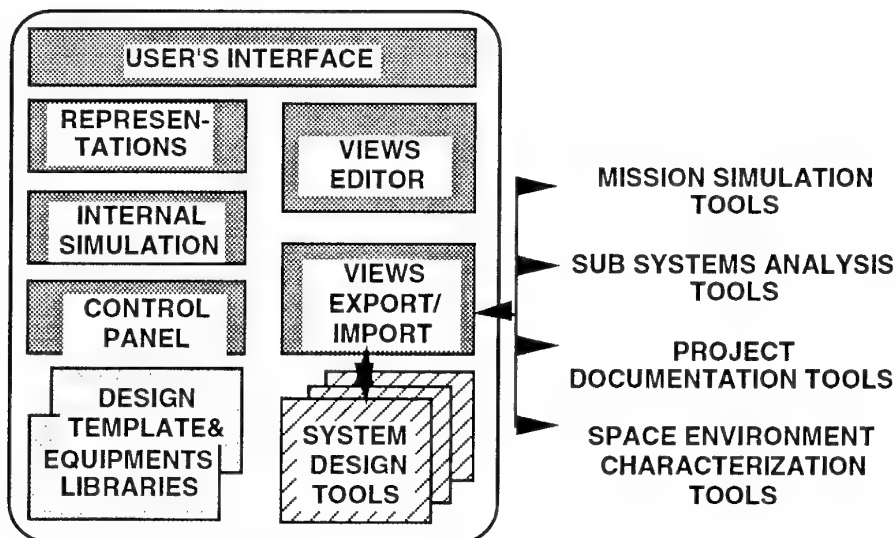 USER'S INTERFACE
REPRESEN-
TATIONS
INTERNAL
SIMULATION
CONTROL
PANEL
DESIGN
TEMPLATE&
EQUIPMENTS
LIBRARIES
VIEWS
EDITOR
VIEWS
EXPORT/
IMPORT
SYSTEM
DESIGN
TOOLS
MISSION SIMULATION
TOOLS
SUB SYSTEMS ANALYSIS
TOOLS
PROJECT
DOCUMENTATION TOOLS
SPACE ENVIRONMENT
CHARACTERIZATION
TOOLS